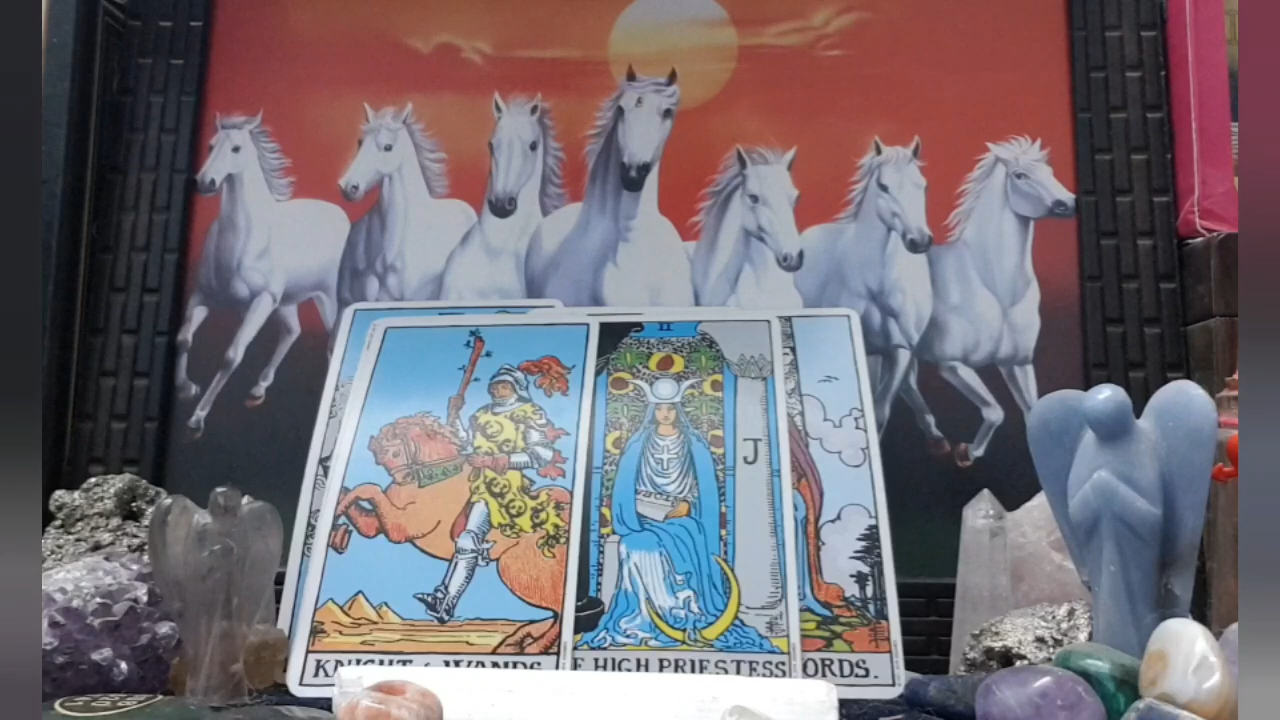 II
J
KNIGHT of WANDS.
E HIGH PRIESTESS
ORDS.